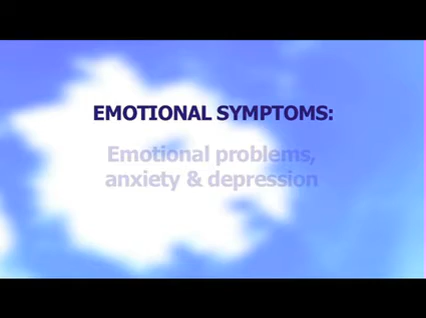 EMOTIONAL SYMPTOMS:
Emotional problems,
anxiety & depression